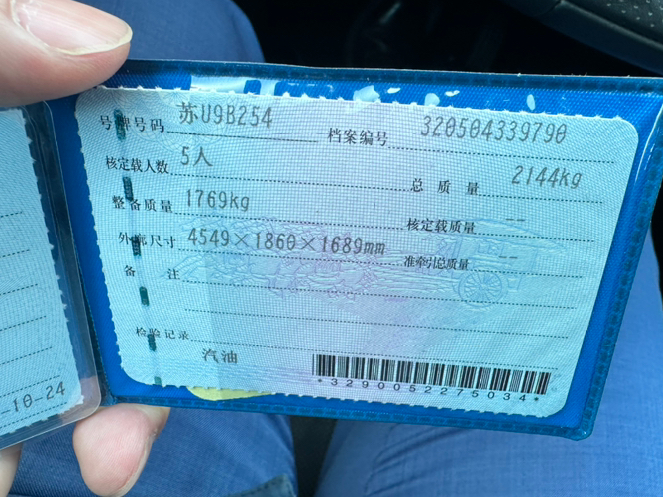 号牌号码 苏U9B254 档案编号 320504339790
核定载人数 5人 总质量 2144kg
整备质量 1769kg 核定载质量 --
外廓尺寸 4549×1860×1689mm 准牵引总质量 --
备注
检验记录
汽油
*3290052275034*
-10-24